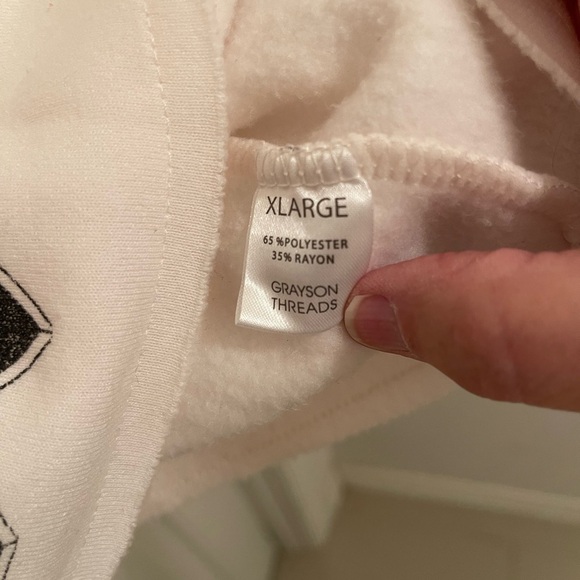 XLARGE
65 %POLYESTER
35% RAYON
GRAYSON
THREADS